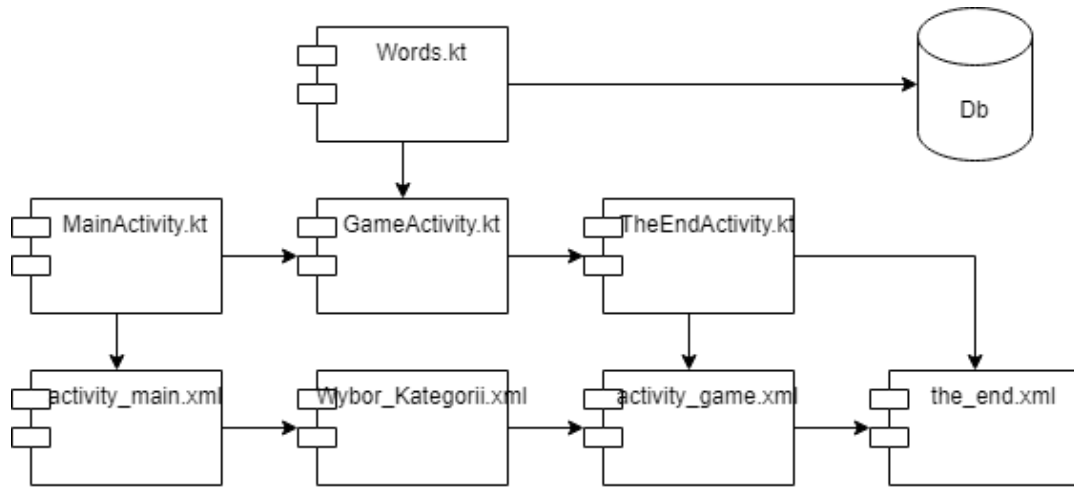 Words.kt
Db
MainActivity.kt
GameActivity.kt
TheEndActivity.kt
activity_main.xml
Wybor_Kategorii.xml
activity_game.xml
the_end.xml